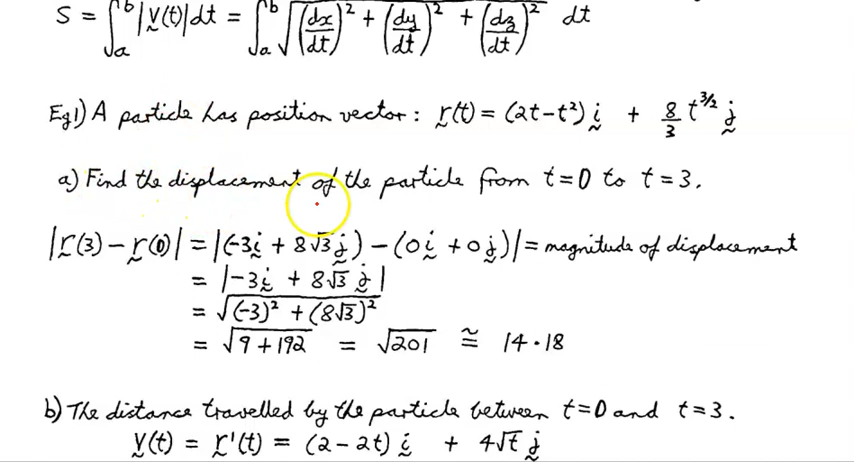 S = ∫ₐᵇ |v(t)| dt = ∫ₐᵇ √((dx/dt)² + (dy/dt)² + (dz/dt)²) dt
Eg1) A particle has position vector: r(t) = (2t-t²) i + 8/3 t^(3/2) j
a) Find the displacement of the particle from t=0 to t=3.
|r(3) - r(0)| = |(-3i + 8√3 j) - (0i + 0j)| = magnitude of displacement
= |-3i + 8√3 j|
= √((-3)² + (8√3)²)
= √(9+192) = √201 ≅ 14·18
b) The distance travelled by the particle between t=0 and t=3.
v(t) = r'(t) = (2-2t) i + 4√t j